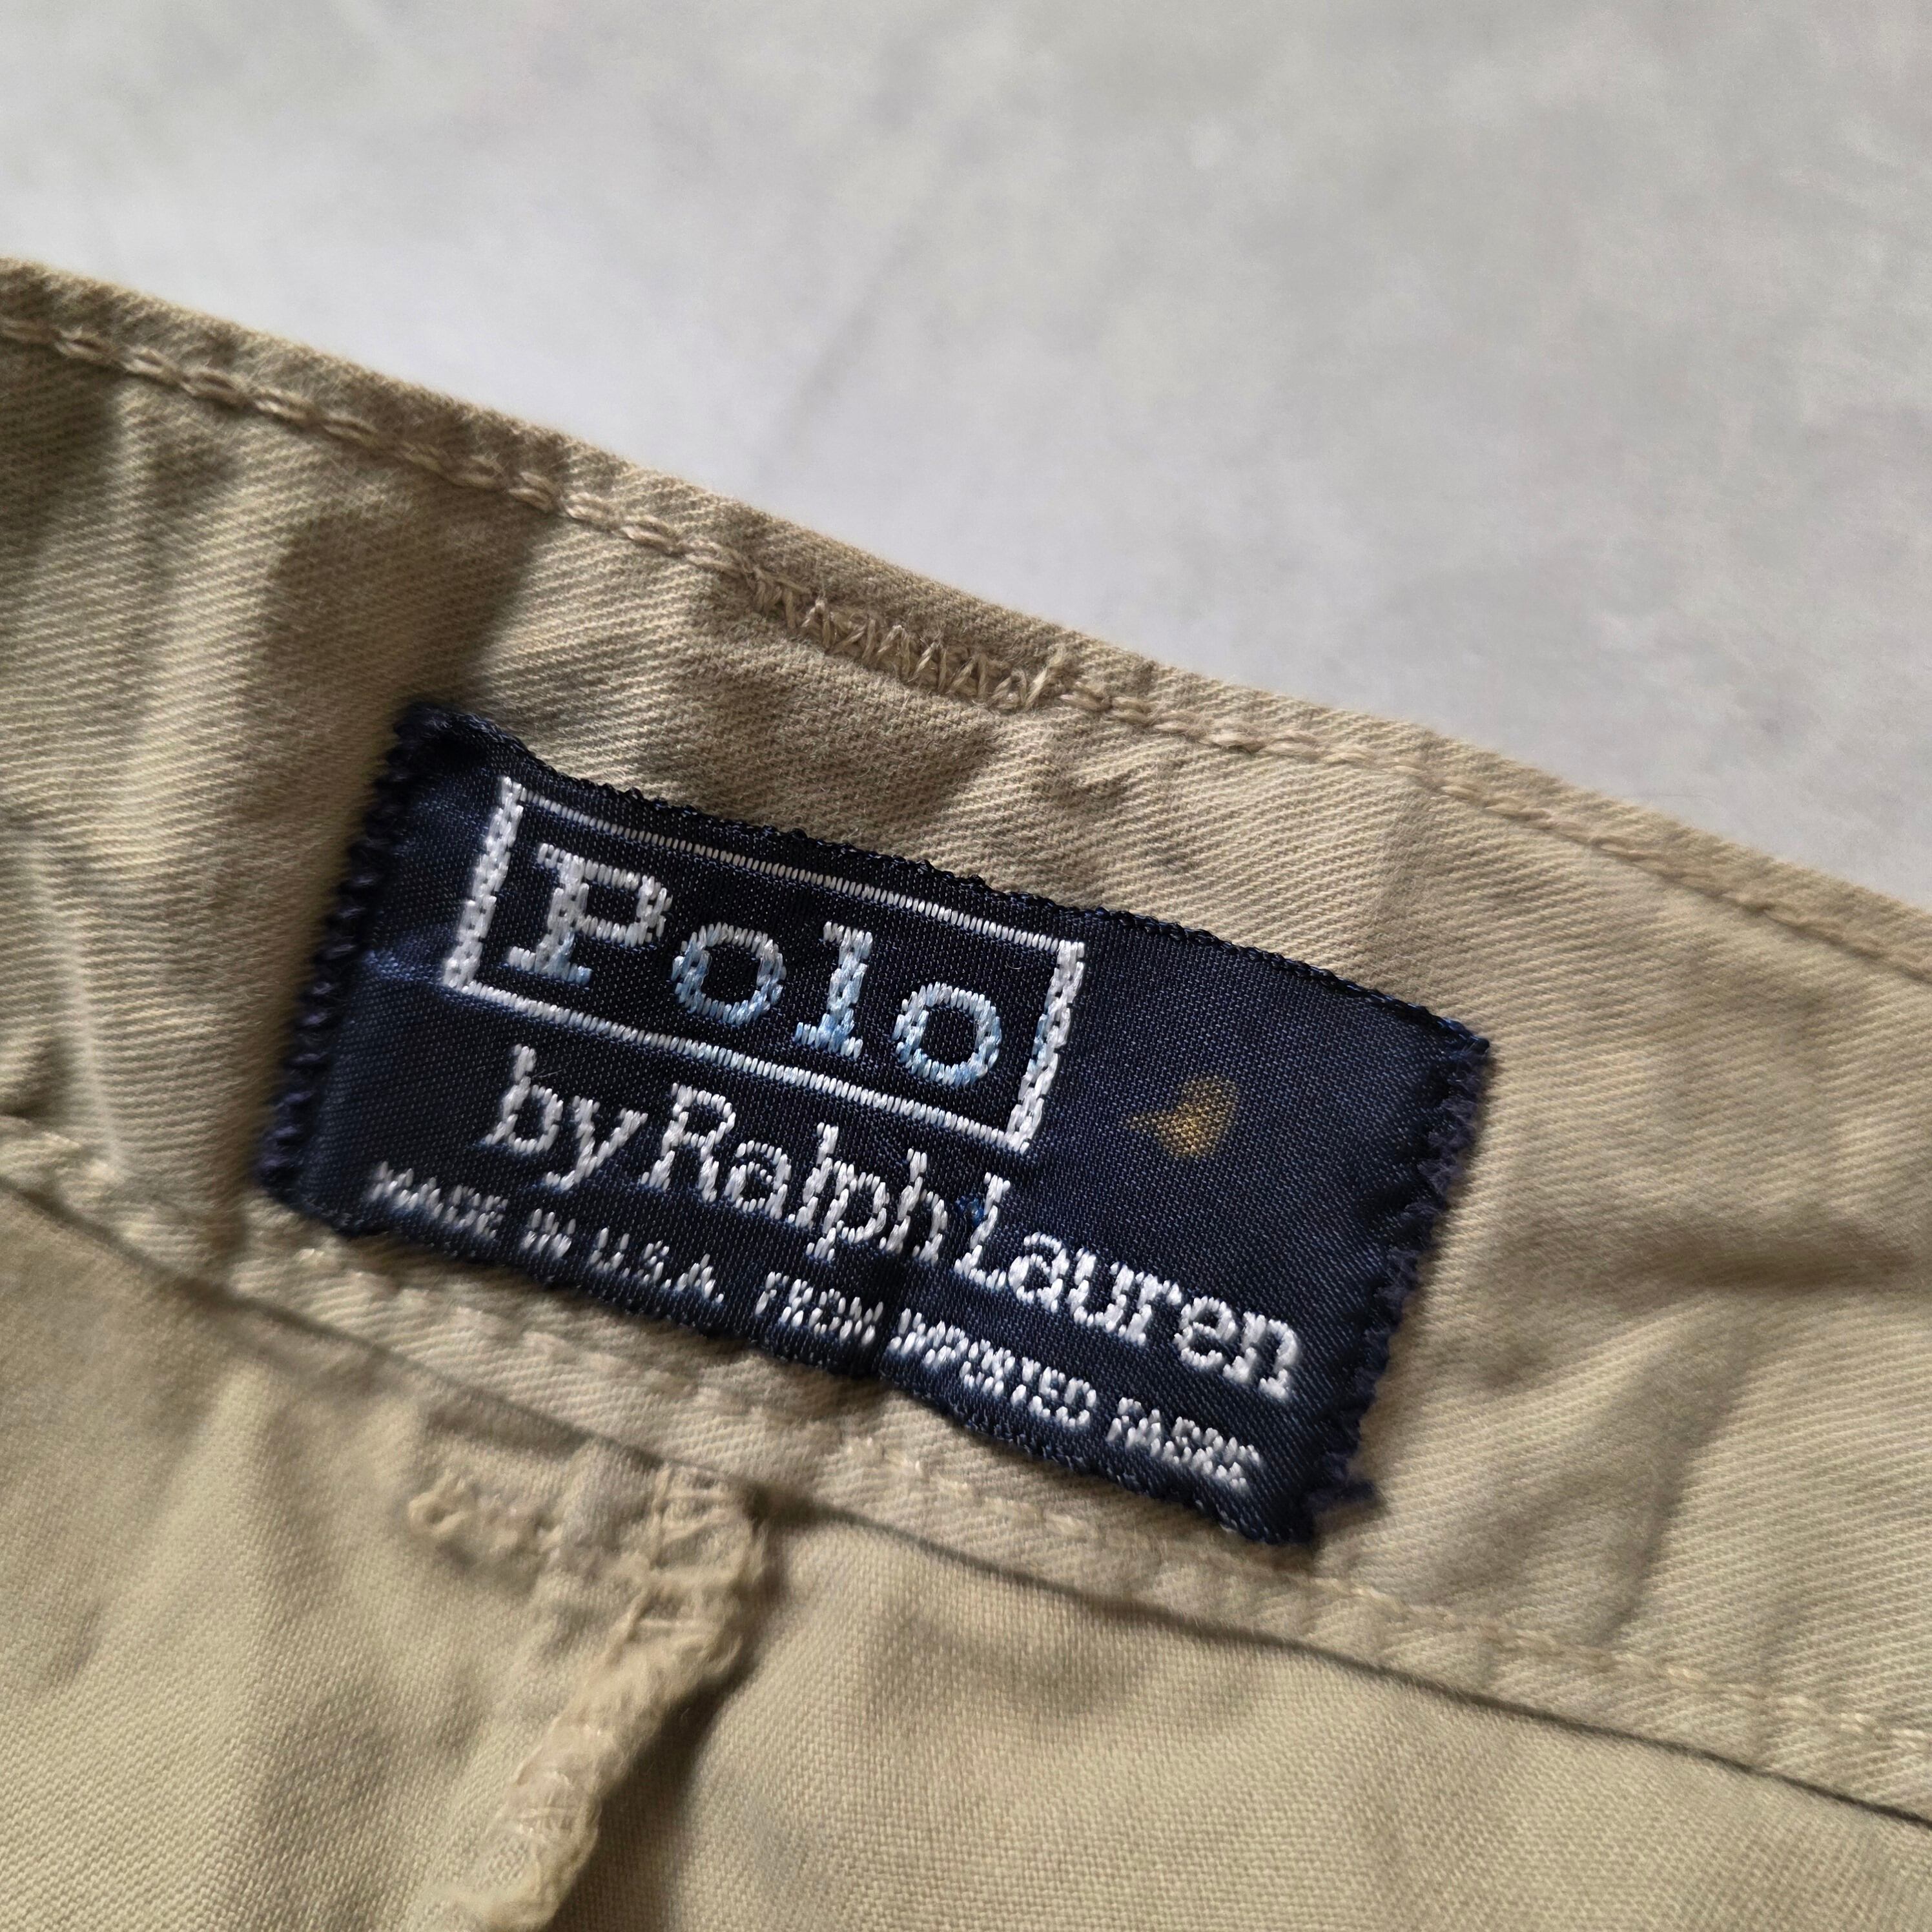 Polo
by Ralph Lauren
MADE IN U.S.A. FROM IMPORTED FABRIC